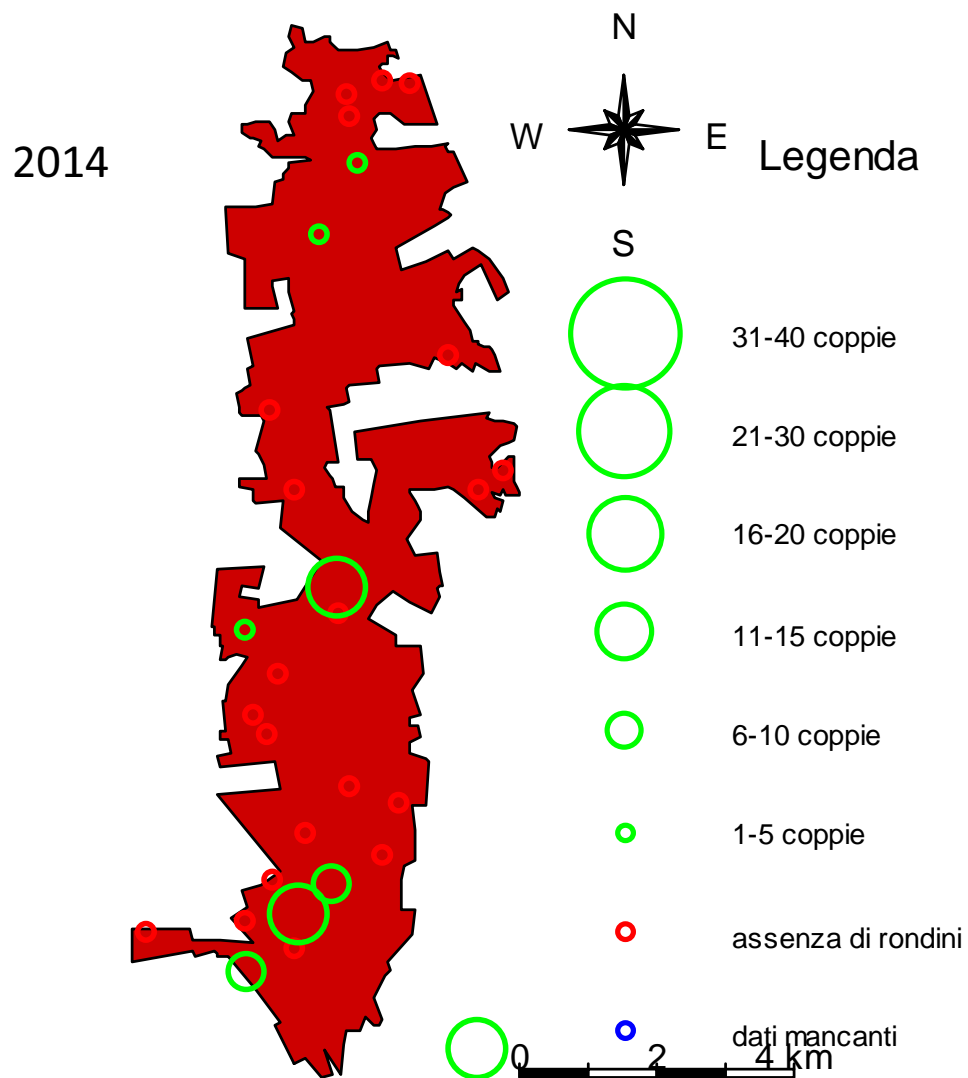 N
W
E
2014
Legenda
S
31-40 coppie
21-30 coppie
16-20 coppie
11-15 coppie
6-10 coppie
1-5 coppie
assenza di rondini
dati mancanti
0 2 4 km